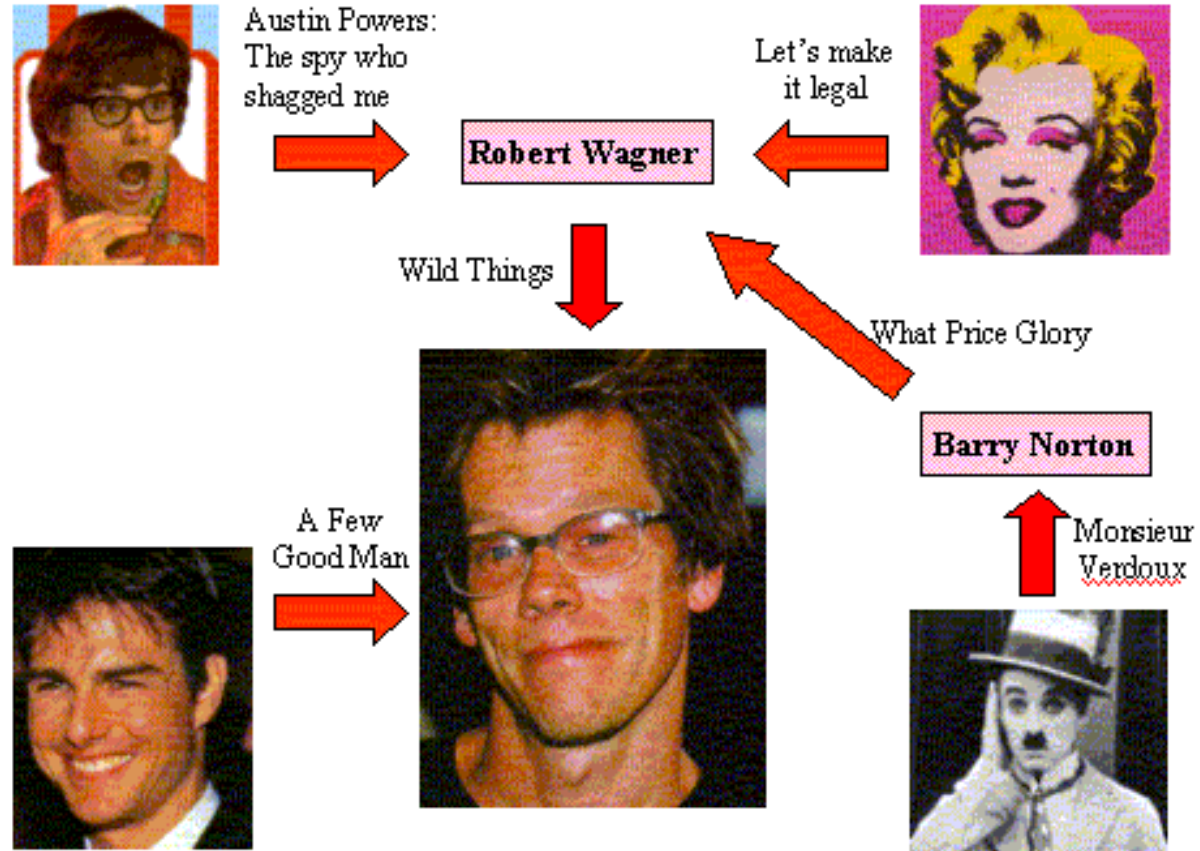 Austin Powers:
The spy who
shagged me
Let's make
it legal
Robert Wagner
Wild Things
What Price Glory
Barry Norton
A Few
Good Man
Monsieur
Verdoux